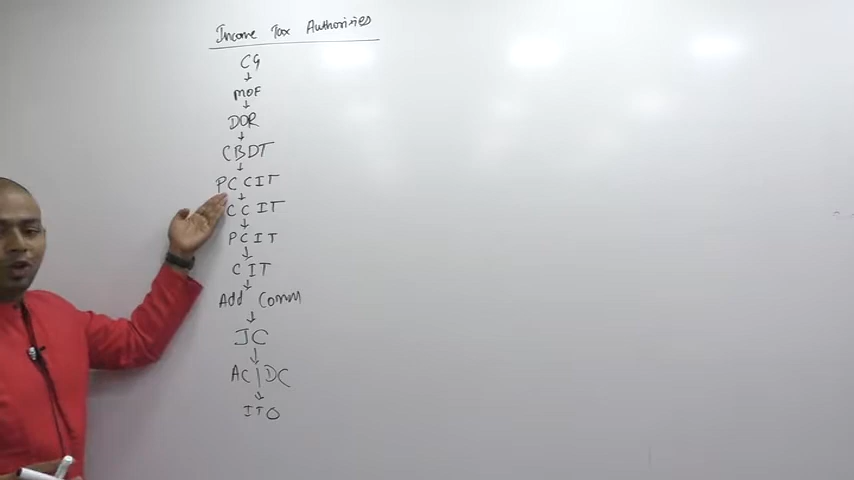 Income Tax Authorities
CG
↓
MOF
↓
DOR
↓
CBDT
↓
PCCIT
↓
CCIT
↓
PCIT
↓
CIT
↓
Add Comm
↓
JC
↓
AC | DC
↓
ITO